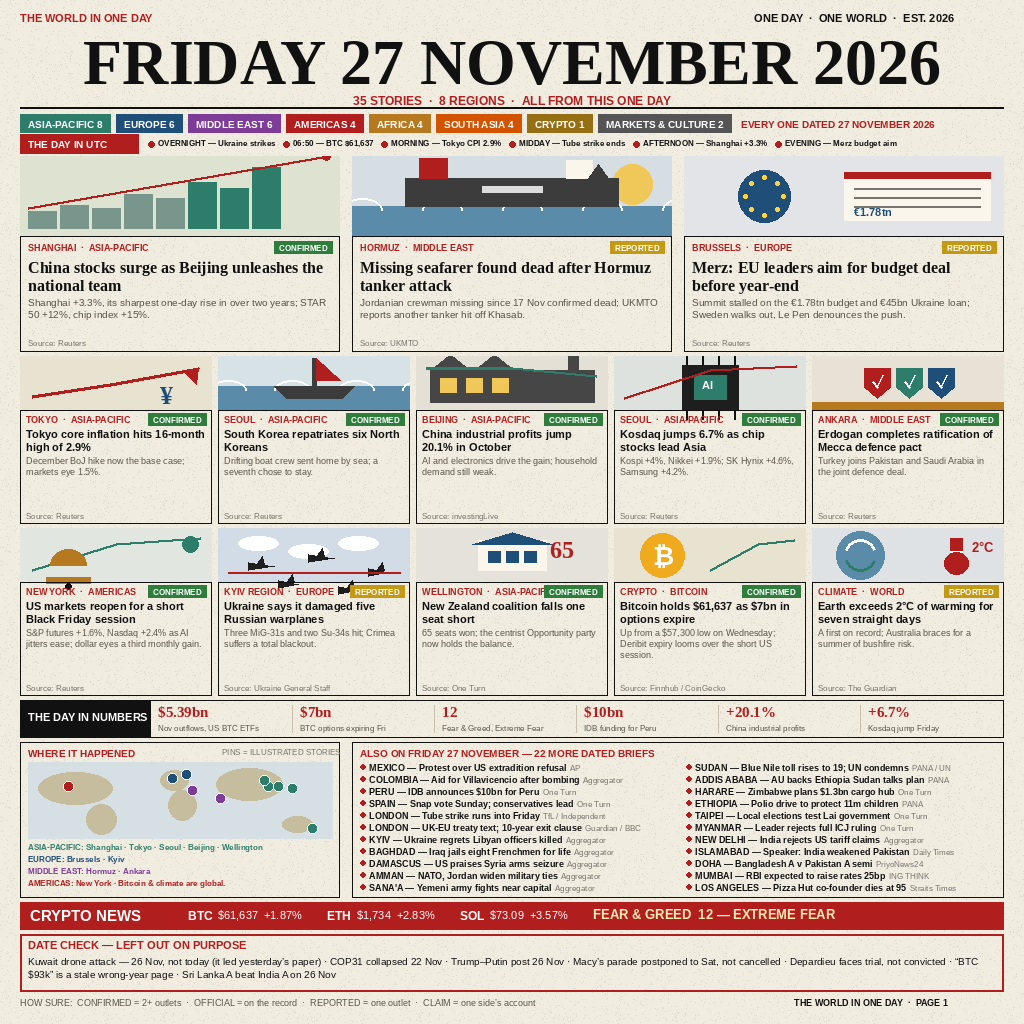 THE WORLD IN ONE DAY
ONE DAY · ONE WORLD · EST. 2026
FRIDAY 27 NOVEMBER 2026
35 STORIES · 8 REGIONS · ALL FROM THIS ONE DAY
ASIA-PACIFIC 8 EUROPE 6 MIDDLE EAST 6 AMERICAS 4 AFRICA 4 SOUTH ASIA 4 CRYPTO 1 MARKETS & CULTURE 2 EVERY ONE DATED 27 NOVEMBER 2026
THE DAY IN UTC OVERNIGHT — Ukraine strikes 06:50 — BTC $61,637 MORNING — Tokyo CPI 2.9% MIDDAY — Tube strike ends AFTERNOON — Shanghai +3.3% EVENING — Merz budget aim
SHANGHAI · ASIA-PACIFIC CONFIRMED
China stocks surge as Beijing unleashes the
national team
Shanghai +3.3%, its sharpest one-day rise in over two years; STAR
50 +12%, chip index +15%.
Source: Reuters
HORMUZ · MIDDLE EAST REPORTED
Missing seafarer found dead after Hormuz
tanker attack
Jordanian crewman missing since 17 Nov confirmed dead; UKMTO
reports another tanker hit off Khasab.
Source: UKMTO
€1.78tn
BRUSSELS · EUROPE REPORTED
Merz: EU leaders aim for budget deal
before year-end
Summit stalled on the €1.78tn budget and €45bn Ukraine loan;
Sweden walks out, Le Pen denounces the push.
Source: Reuters
¥
TOKYO · ASIA-PACIFIC CONFIRMED
Tokyo core inflation hits 16-month
high of 2.9%
December BoJ hike now the base case;
markets eye 1.5%.
Source: Reuters
SEOUL · ASIA-PACIFIC CONFIRMED
South Korea repatriates six North
Koreans
Drifting boat crew sent home by sea; a
seventh chose to stay.
Source: Reuters
BEIJING · ASIA-PACIFIC CONFIRMED
China industrial profits jump
20.1% in October
AI and electronics drive the gain; household
demand still weak.
Source: investingLive
AI
SEOUL · ASIA-PACIFIC CONFIRMED
Kosdaq jumps 6.7% as chip
stocks lead Asia
Kospi +4%, Nikkei +1.9%; SK Hynix +4.6%,
Samsung +4.2%.
Source: Reuters
ANKARA · MIDDLE EAST CONFIRMED
Erdogan completes ratification of
Mecca defence pact
Turkey joins Pakistan and Saudi Arabia in
the joint defence deal.
Source: Reuters
NEW YORK · AMERICAS CONFIRMED
US markets reopen for a short
Black Friday session
S&P futures +1.6%, Nasdaq +2.4% as AI
jitters ease; dollar eyes a third monthly gain.
Source: Reuters
KYIV REGION · EUROPE REPORTED
Ukraine says it damaged five
Russian warplanes
Three MiG-31s and two Su-34s hit; Crimea
suffers a total blackout.
Source: Ukraine General Staff
65
WELLINGTON · ASIA-PACIF CONFIRMED
New Zealand coalition falls one
seat short
65 seats won; the centrist Opportunity party
now holds the balance.
Source: One Turn
₿
CRYPTO · BITCOIN CONFIRMED
Bitcoin holds $61,637 as $7bn in
options expire
Up from a $57,300 low on Wednesday;
Deribit expiry looms over the short US
session.
Source: Finnhub / CoinGecko
2°C
CLIMATE · WORLD REPORTED
Earth exceeds 2°C of warming for
seven straight days
A first on record; Australia braces for a
summer of bushfire risk.
Source: The Guardian
THE DAY IN NUMBERS
$5.39bn
Nov outflows, US BTC ETFs
$7bn
BTC options expiring Fri
12
Fear & Greed, Extreme Fear
$10bn
IDB funding for Peru
+20.1%
China industrial profits
+6.7%
Kosdaq jump Friday
WHERE IT HAPPENED PINS = ILLUSTRATED STORIES
ASIA-PACIFIC: Shanghai · Tokyo · Seoul · Beijing · Wellington
EUROPE: Brussels · Kyiv
MIDDLE EAST: Hormuz · Ankara
AMERICAS: New York · Bitcoin & climate are global.
ALSO ON FRIDAY 27 NOVEMBER — 22 MORE DATED BRIEFS
MEXICO — Protest over US extradition refusal AP
COLOMBIA — Aid for Villavicencio after bombing Aggregator
PERU — IDB announces $10bn for Peru One Turn
SPAIN — Snap vote Sunday; conservatives lead One Turn
LONDON — Tube strike runs into Friday TfL / Independent
LONDON — UK-EU treaty text; 10-year exit clause Guardian / BBC
KYIV — Ukraine regrets Libyan officers killed Aggregator
BAGHDAD — Iraq jails eight Frenchmen for life Aggregator
DAMASCUS — US praises Syria arms seizure Aggregator
AMMAN — NATO, Jordan widen military ties Aggregator
SANA'A — Yemeni army fights near capital Aggregator
SUDAN — Blue Nile toll rises to 19; UN condemns PANA / UN
ADDIS ABABA — AU backs Ethiopia Sudan talks plan PANA
HARARE — Zimbabwe plans $1.3bn cargo hub One Turn
ETHIOPIA — Polio drive to protect 11m children PANA
TAIPEI — Local elections test Lai government One Turn
MYANMAR — Leader rejects full ICJ ruling One Turn
NEW DELHI — India rejects US tariff claims Aggregator
ISLAMABAD — Speaker: India weakened Pakistan Daily Times
DOHA — Bangladesh A v Pakistan A semi PriyoNews24
MUMBAI — RBI expected to raise rates 25bp ING THINK
LOS ANGELES — Pizza Hut co-founder dies at 95 Straits Times
CRYPTO NEWS BTC $61,637 +1.87% ETH $1,734 +2.83% SOL $73.09 +3.57% FEAR & GREED 12 — EXTREME FEAR
DATE CHECK — LEFT OUT ON PURPOSE
Kuwait drone attack — 26 Nov, not today (it led yesterday's paper) · COP31 collapsed 22 Nov · Trump–Putin post 26 Nov · Macy's parade postponed to Sat, not cancelled · Depardieu faces trial, not convicted · “BTC
$93k” is a stale wrong-year page · Sri Lanka A beat India A on 26 Nov
HOW SURE: CONFIRMED = 2+ outlets · OFFICIAL = on the record · REPORTED = one outlet · CLAIM = one side's account
THE WORLD IN ONE DAY · PAGE 1